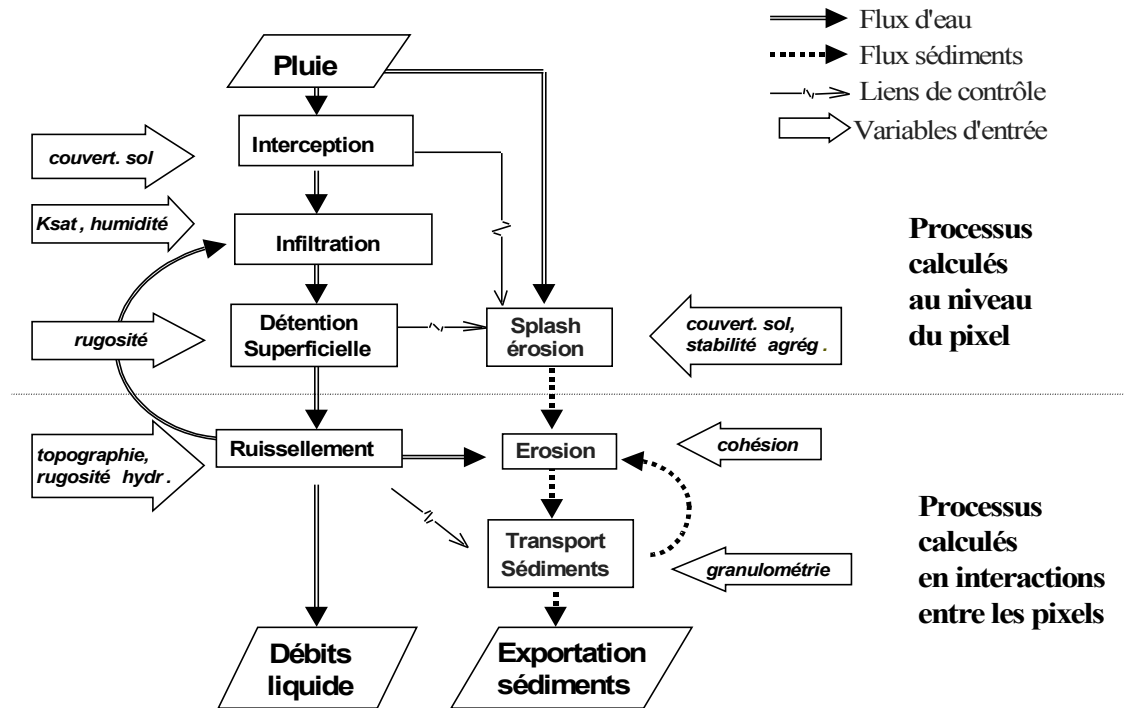 Flux d'eau
Flux sédiments
Liens de contrôle
Variables d'entrée
Pluie
Interception
couvert. sol
Ksat , humidité
Infiltration
Processus
calculés
au niveau
du pixel
rugosité
Détention
Superficielle
Splash
érosion
couvert. sol,
stabilité agrég .
Ruissellement
Erosion
cohésion
topographie,
rugosité hydr .
Transport
Sédiments
granulométrie
Processus
calculés
en interactions
entre les pixels
Débits
liquide
Exportation
sédiments